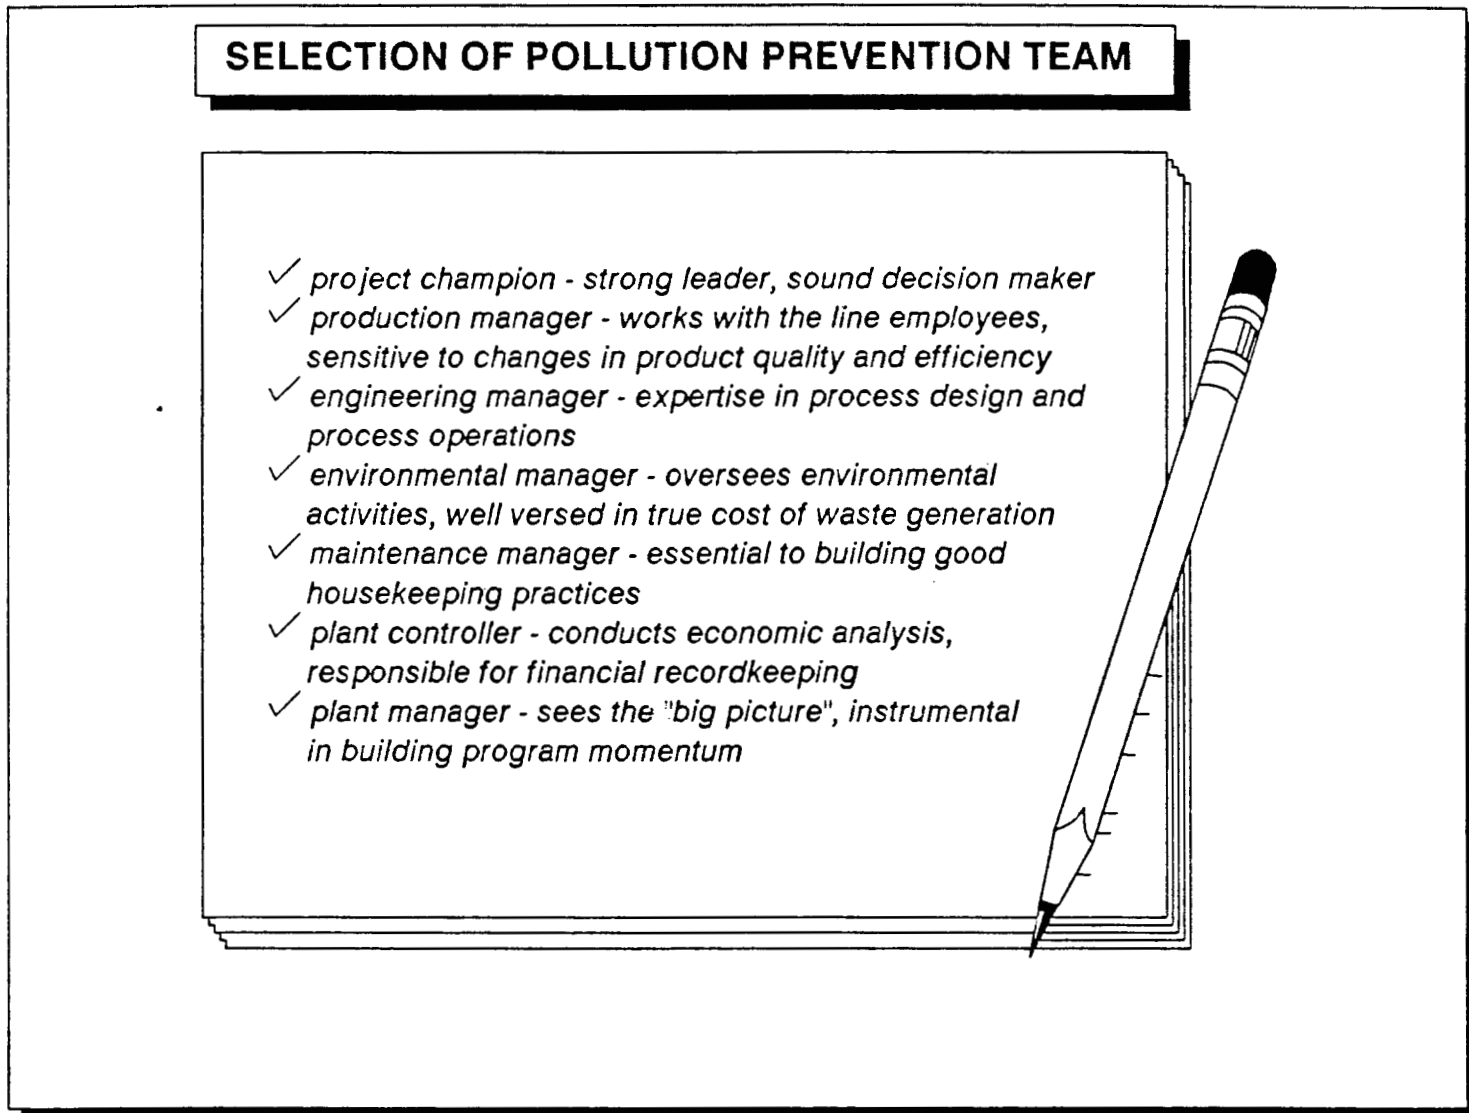 SELECTION OF POLLUTION PREVENTION TEAM
✓ project champion - strong leader, sound decision maker
✓ production manager - works with the line employees,
sensitive to changes in product quality and efficiency
✓ engineering manager - expertise in process design and
process operations
✓ environmental manager - oversees environmental
activities, well versed in true cost of waste generation
✓ maintenance manager - essential to building good
housekeeping practices
✓ plant controller - conducts economic analysis,
responsible for financial recordkeeping
✓ plant manager - sees the "big picture", instrumental
in building program momentum